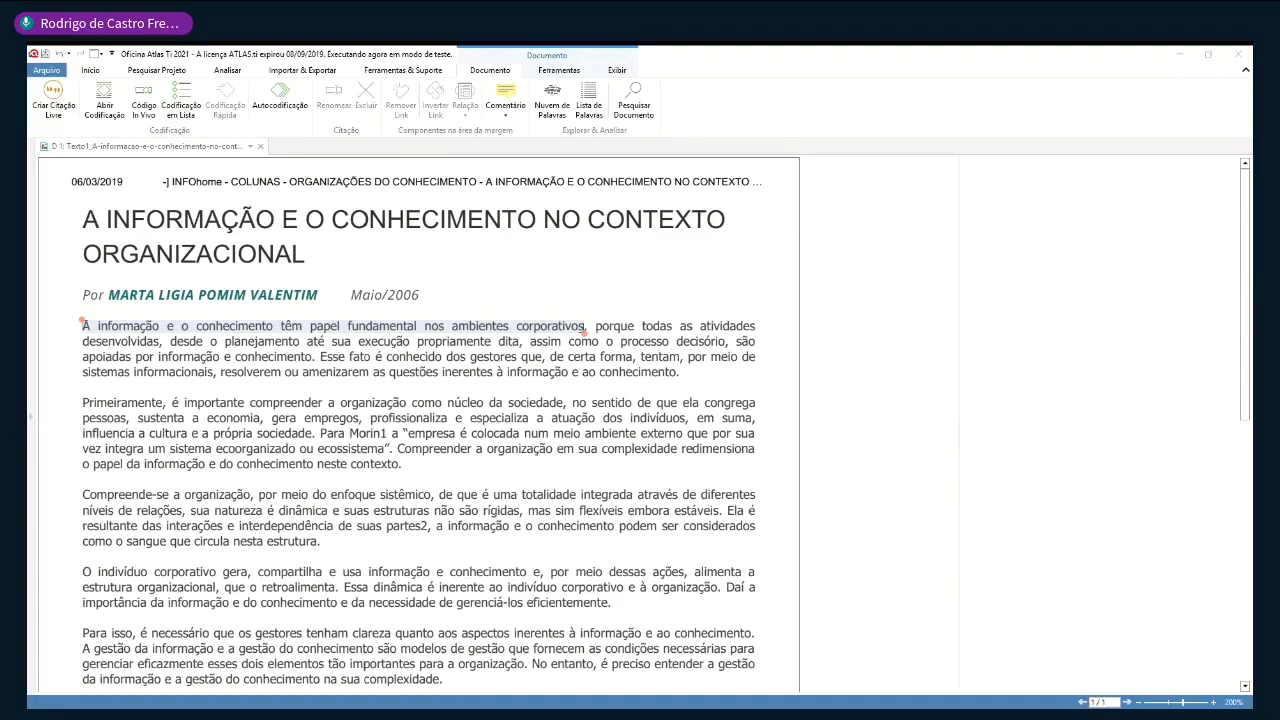 Rodrigo de Castro Fre...
Oficina Atlas Ti 2021 - A licença ATLAS.ti expirou 08/09/2019. Executando agora em modo de teste.
Documento
Arquivo Início Pesquisar Projeto Analisar Importar & Exportar Ferramentas & Suporte Documento Ferramentas Exibir
Criar Citação Livre
Abrir Codificação
Código In Vivo
Codificação em Lista
Codificação Rápida
Autocodificação
Renomear
Excluir
Remover Link
Inverter Link
Relação
Comentário
Nuvem de Palavras
Lista de Palavras
Pesquisar Documento
Codificação Citação Componentes na área da margem Explorar & Analisar
D 1: Texto1_A-informacao-e-o-conhecimento-no-cont...
06/03/2019 -] INFOhome - COLUNAS - ORGANIZAÇÕES DO CONHECIMENTO - A INFORMAÇÃO E O CONHECIMENTO NO CONTEXTO ...
A INFORMAÇÃO E O CONHECIMENTO NO CONTEXTO
ORGANIZACIONAL
Por MARTA LIGIA POMIM VALENTIM Maio/2006
A informação e o conhecimento têm papel fundamental nos ambientes corporativos, porque todas as atividades
desenvolvidas, desde o planejamento até sua execução propriamente dita, assim como o processo decisório, são
apoiadas por informação e conhecimento. Esse fato é conhecido dos gestores que, de certa forma, tentam, por meio de
sistemas informacionais, resolverem ou amenizarem as questões inerentes à informação e ao conhecimento.
Primeiramente, é importante compreender a organização como núcleo da sociedade, no sentido de que ela congrega
pessoas, sustenta a economia, gera empregos, profissionaliza e especializa a atuação dos indivíduos, em suma,
influencia a cultura e a própria sociedade. Para Morin1 a “empresa é colocada num meio ambiente externo que por sua
vez integra um sistema ecoorganizado ou ecossistema”. Compreender a organização em sua complexidade redimensiona
o papel da informação e do conhecimento neste contexto.
Compreende-se a organização, por meio do enfoque sistêmico, de que é uma totalidade integrada através de diferentes
níveis de relações, sua natureza é dinâmica e suas estruturas não são rígidas, mas sim flexíveis embora estáveis. Ela é
resultante das interações e interdependência de suas partes2, a informação e o conhecimento podem ser considerados
como o sangue que circula nesta estrutura.
O indivíduo corporativo gera, compartilha e usa informação e conhecimento e, por meio dessas ações, alimenta a
estrutura organizacional, que o retroalimenta. Essa dinâmica é inerente ao indivíduo corporativo e à organização. Daí a
importância da informação e do conhecimento e da necessidade de gerenciá-los eficientemente.
Para isso, é necessário que os gestores tenham clareza quanto aos aspectos inerentes à informação e ao conhecimento.
A gestão da informação e a gestão do conhecimento são modelos de gestão que fornecem as condições necessárias para
gerenciar eficazmente esses dois elementos tão importantes para a organização. No entanto, é preciso entender a gestão
da informação e a gestão do conhecimento na sua complexidade.
1 / 1 200%